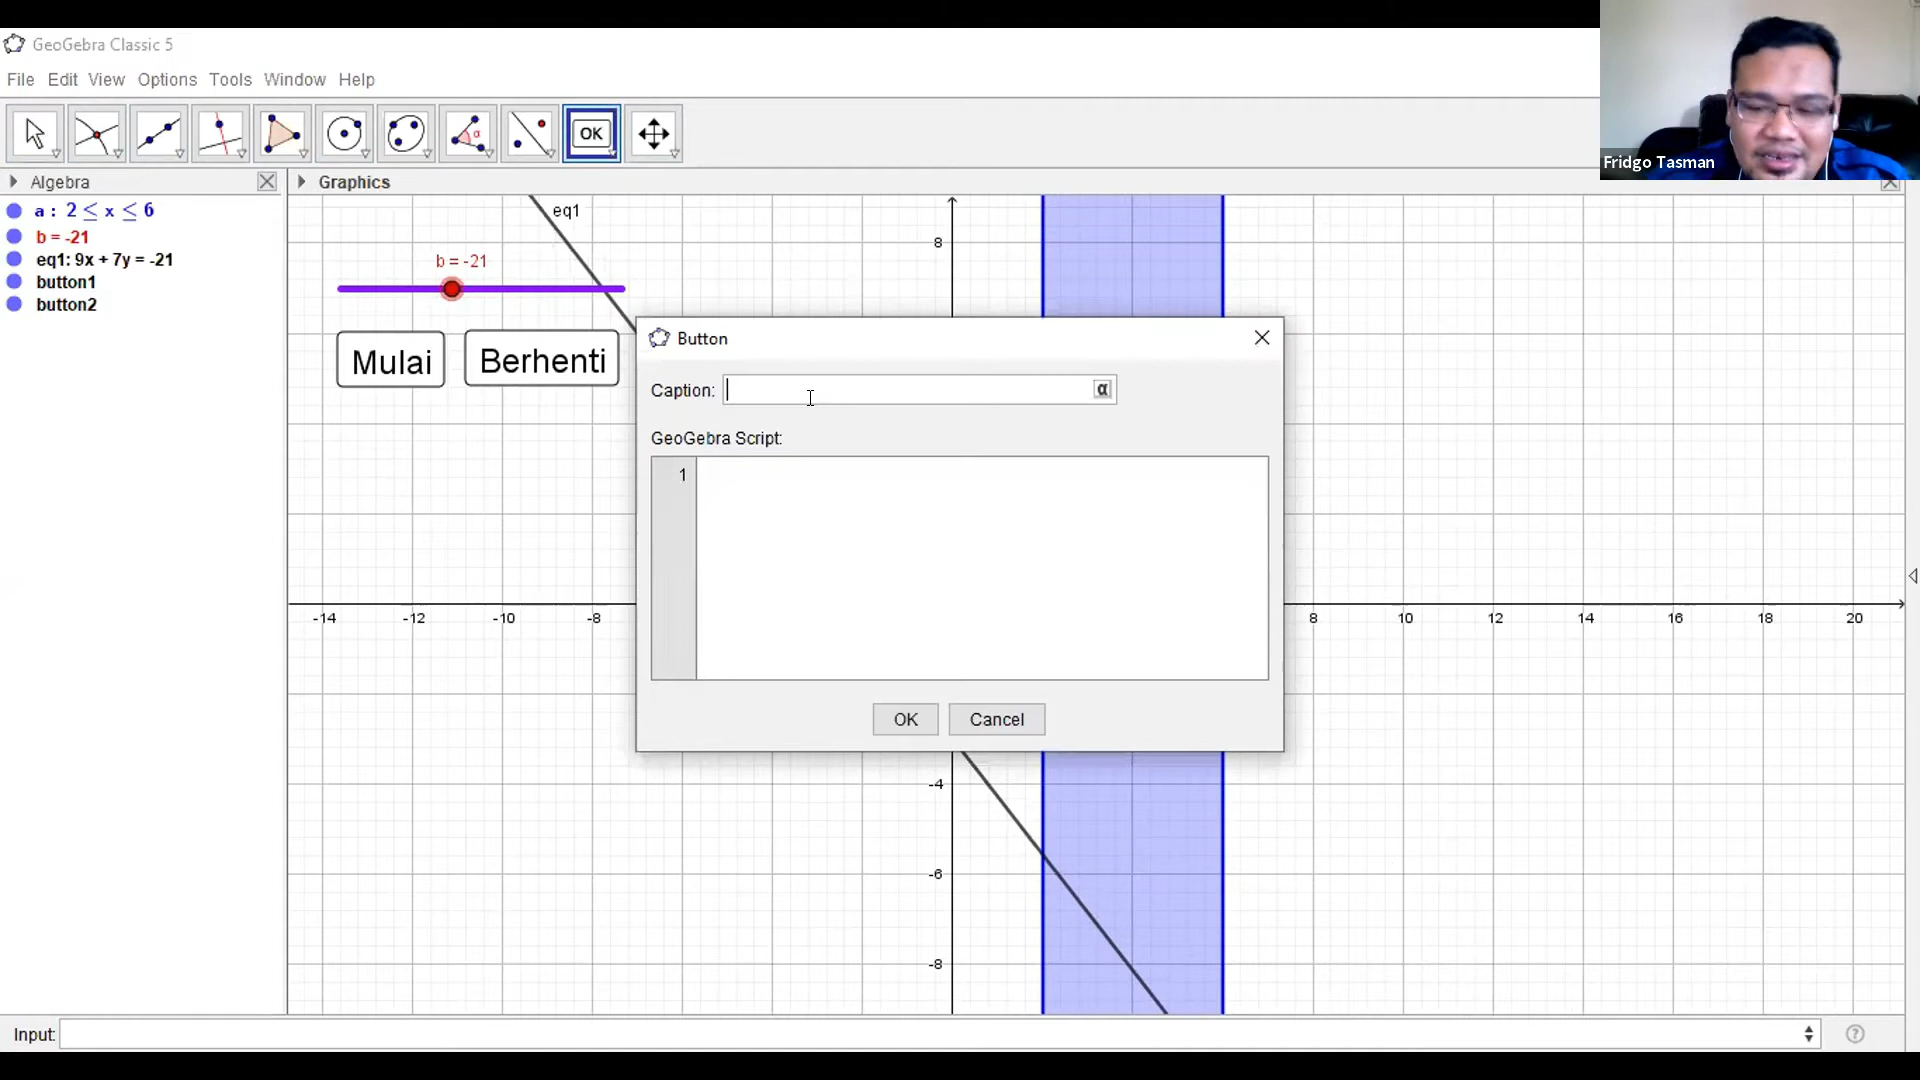 GeoGebra Classic 5
File Edit View Options Tools Window Help
OK
α
Fridgo Tasman
Algebra
Graphics
a : 2 ≤ x ≤ 6
b = -21
eq1: 9x + 7y = -21
button1
button2
eq1
b = -21
Mulai
Berhenti
8
Button
Caption:
α
GeoGebra Script:
1
OK
Cancel
-14 -12 -10 -8 8 10 12 14 16 18 20
-4
-6
-8
Input:
?